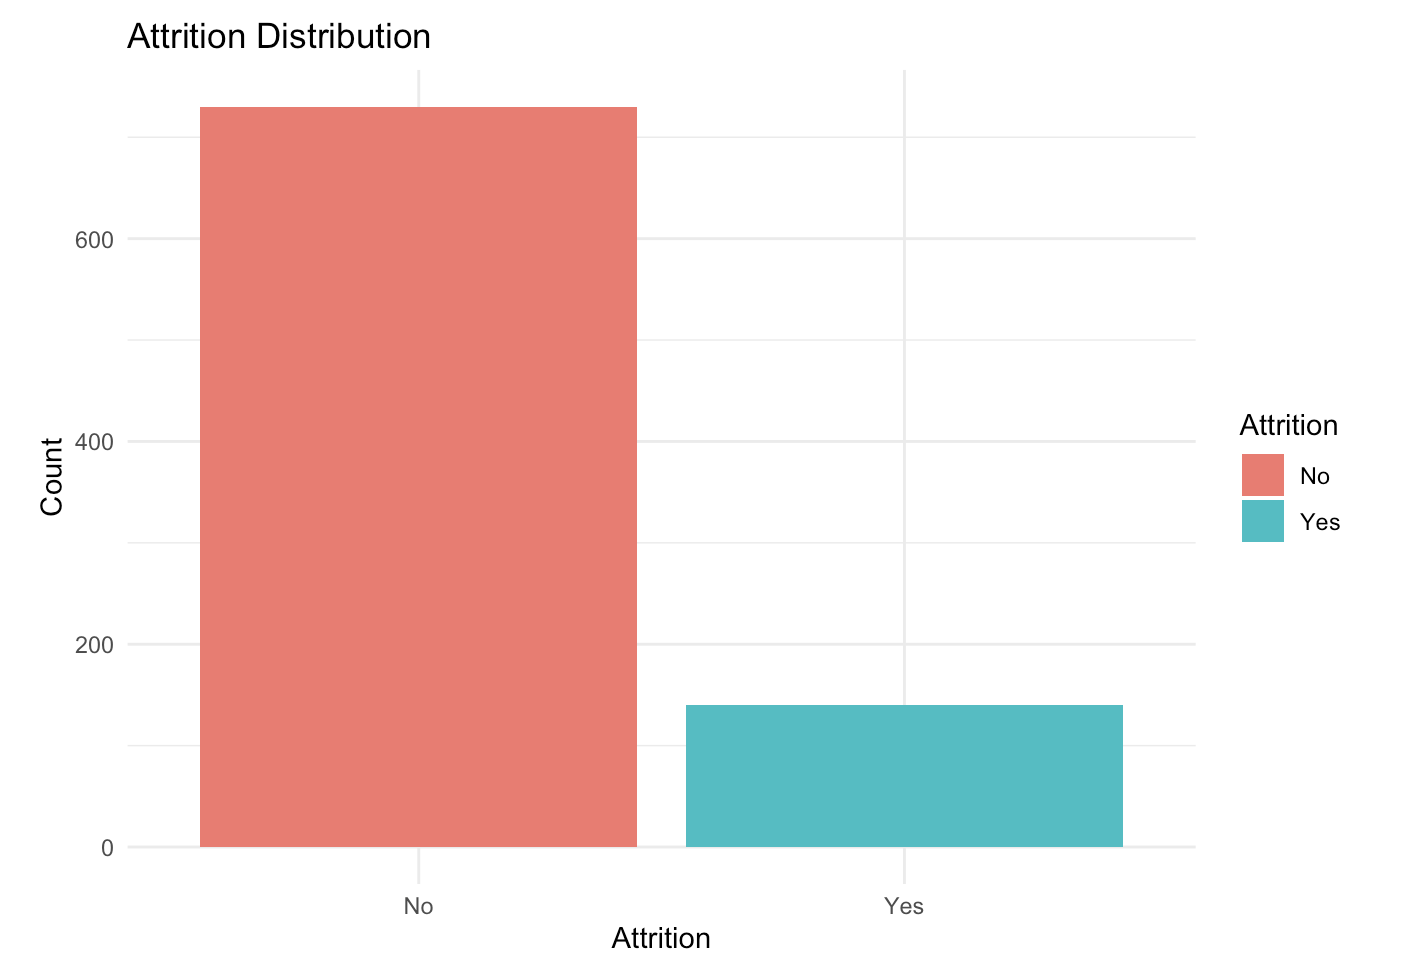 Attrition Distribution
600
400
200
0
Count
No
Yes
Attrition
Attrition
No
Yes